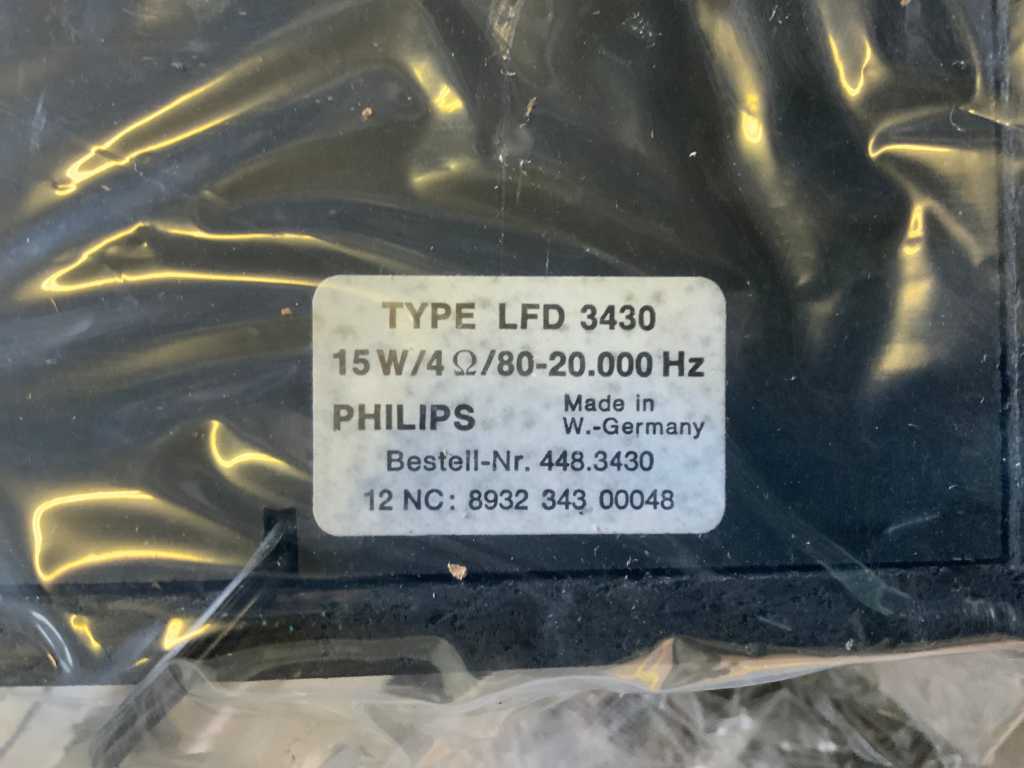 TYPE LFD 3430
15 W/4 Ω/80-20.000 Hz
PHILIPS Made in
W.-Germany
Bestell-Nr. 448.3430
12 NC: 8932 343 00048